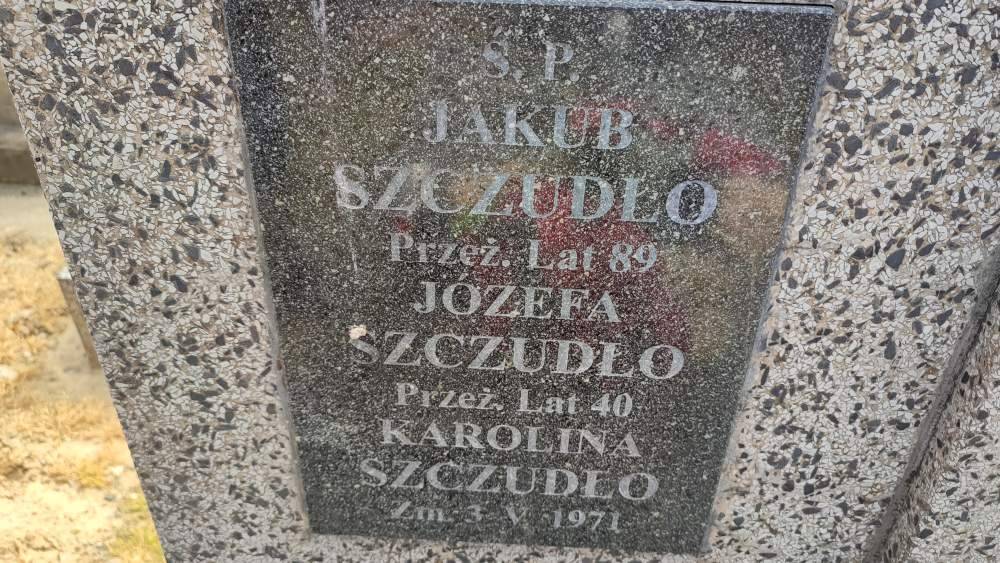 Ś. P.
JAKUB
SZCZUDŁO
Przeż. Lat 89
JÓZEFA
SZCZUDŁO
Przeż. Lat 40
KAROLINA
SZCZUDŁO
Zm. 3 V 1971